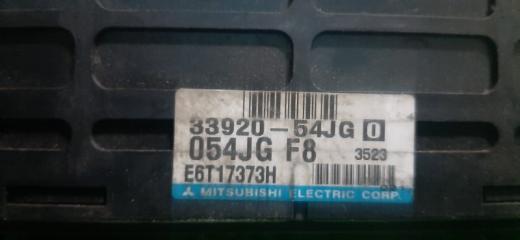 33920-54JG 0
054JG F8 3523
E6T17373H
MITSUBISHI ELECTRIC CORP.